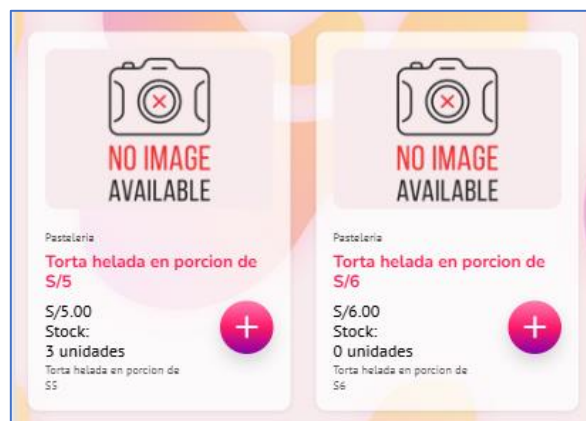 NO IMAGE
AVAILABLE
Pasteleria
Torta helada en porcion de
S/5
S/5.00
Stock:
3 unidades
Torta helada en porcion de
S5
NO IMAGE
AVAILABLE
Pasteleria
Torta helada en porcion de
S/6
S/6.00
Stock:
0 unidades
Torta helada en porcion de
S6